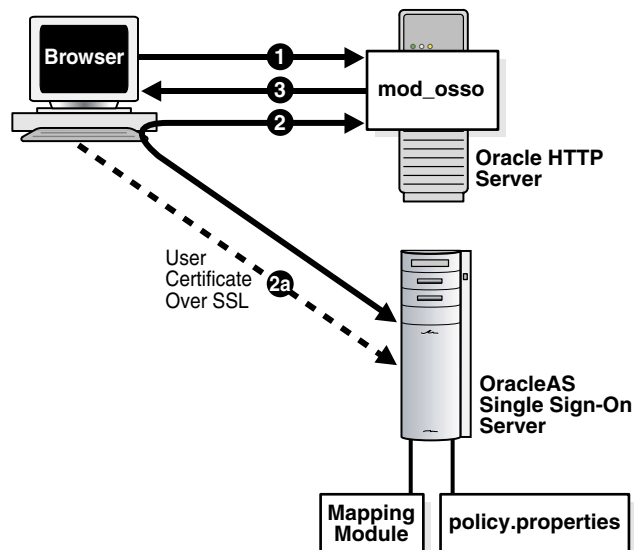 Browser
1
3
mod_osso
2
Oracle HTTP
Server
User
Certificate
Over SSL
2a
OracleAS
Single Sign-On
Server
Mapping
Module
policy.properties